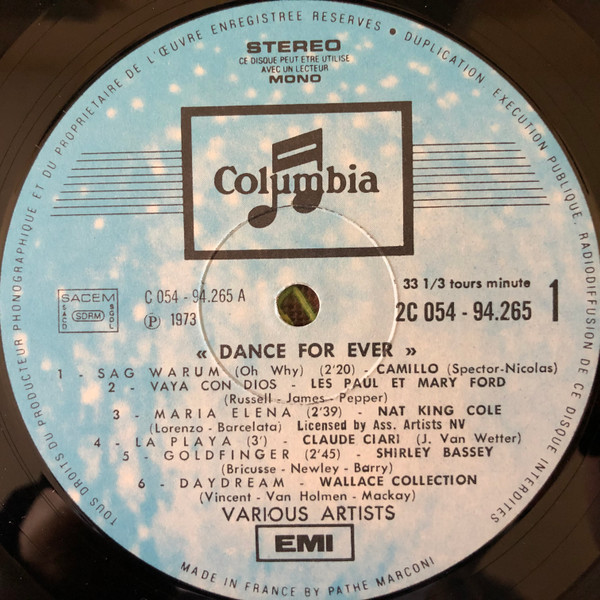 TOUS DROITS DU PRODUCTEUR PHONOGRAPHIQUE ET DU PROPRIETAIRE DE L'ŒUVRE ENREGISTREE RESERVES • DUPLICATION EXECUTION PUBLIQUE, RADIODIFFUSION DE CE DISQUE INTERDITES
STEREO
CE DISQUE PEUT ETRE UTILISE
AVEC UN LECTEUR
MONO
Columbia
SACEM
SACD
SDRM
SGDL
C 054 - 94.265 A
Ⓟ 1973
33 1/3 tours minute
2C 054 - 94.265
1
« DANCE FOR EVER »
1 - SAG WARUM (Oh Why) (2'20) - CAMILLO (Spector-Nicolas)
2 - VAYA CON DIOS - LES PAUL ET MARY FORD
(Russell - James - Pepper)
3 - MARIA ELENA (2'39) - NAT KING COLE
(Lorenzo - Barcelata) Licensed by Ass. Artists NV
4 - LA PLAYA (3') - CLAUDE CIARI (J. Van Wetter)
5 - GOLDFINGER (2'45) - SHIRLEY BASSEY
(Bricusse - Newley - Barry)
6 - DAYDREAM - WALLACE COLLECTION
(Vincent - Van Holmen - Mackay)
VARIOUS ARTISTS
EMI
MADE IN FRANCE BY PATHE MARCONI